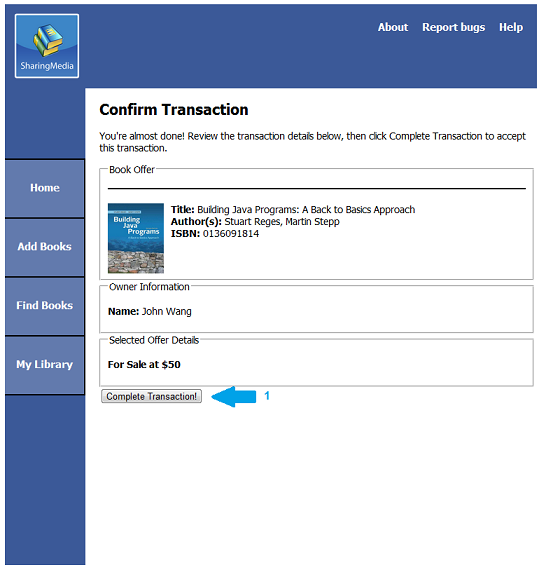 About Report bugs Help
SharingMedia
Confirm Transaction
You're almost done! Review the transaction details below, then click Complete Transaction to accept
this transaction.
Home
Add Books
Find Books
My Library
Book Offer
Building
Java
Programs
Title: Building Java Programs: A Back to Basics Approach
Author(s): Stuart Reges, Martin Stepp
ISBN: 0136091814
Owner Information
Name: John Wang
Selected Offer Details
For Sale at $50
Complete Transaction! 1